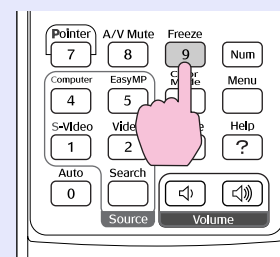 Pointer A/V Mute Freeze
7 8 9 Num
Computer EasyMP Mode Menu
4 5
S-Video Help
1 2 ?
Auto Search
0
Source Volume